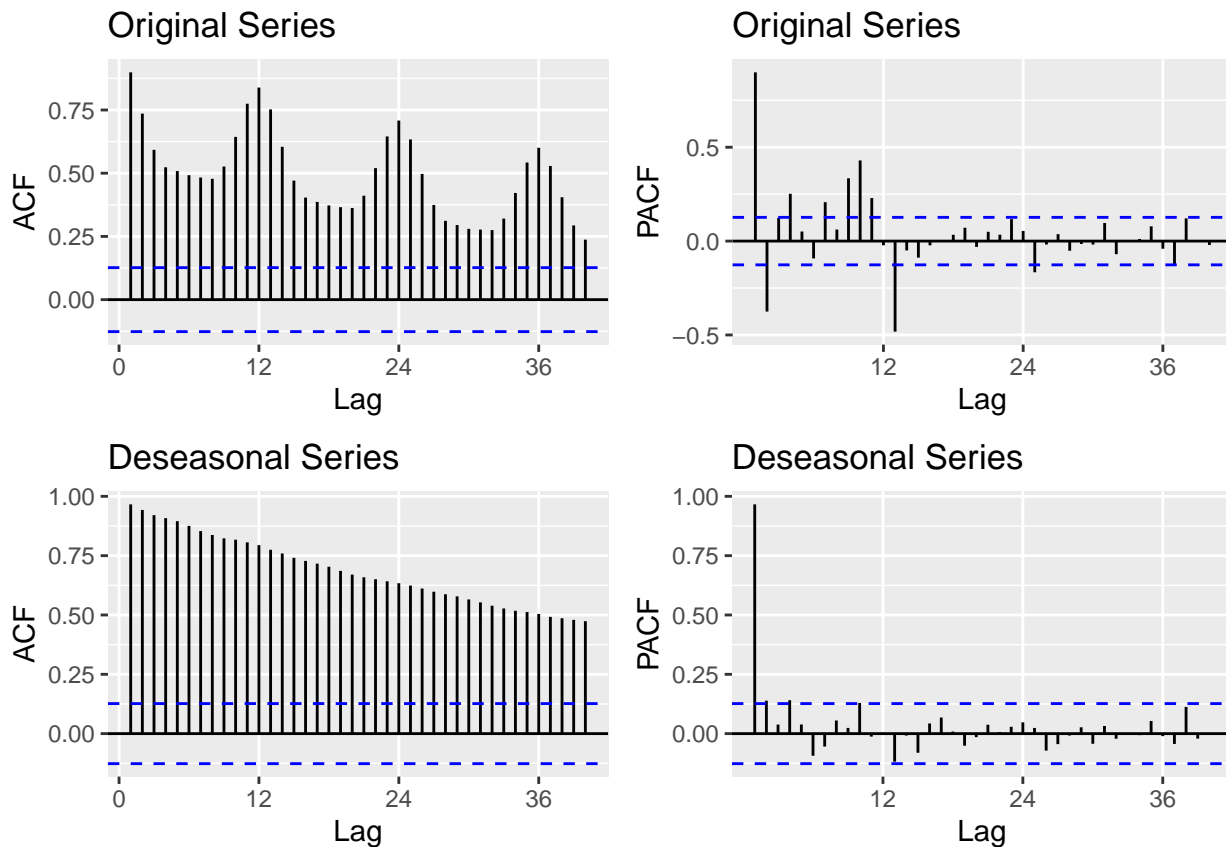 Original Series
ACF
0.75
0.50
0.25
0.00
0 12 24 36
Lag
Original Series
PACF
0.5
0.0
−0.5
12 24 36
Lag
Deseasonal Series
ACF
1.00
0.75
0.50
0.25
0.00
0 12 24 36
Lag
Deseasonal Series
PACF
1.00
0.75
0.50
0.25
0.00
12 24 36
Lag